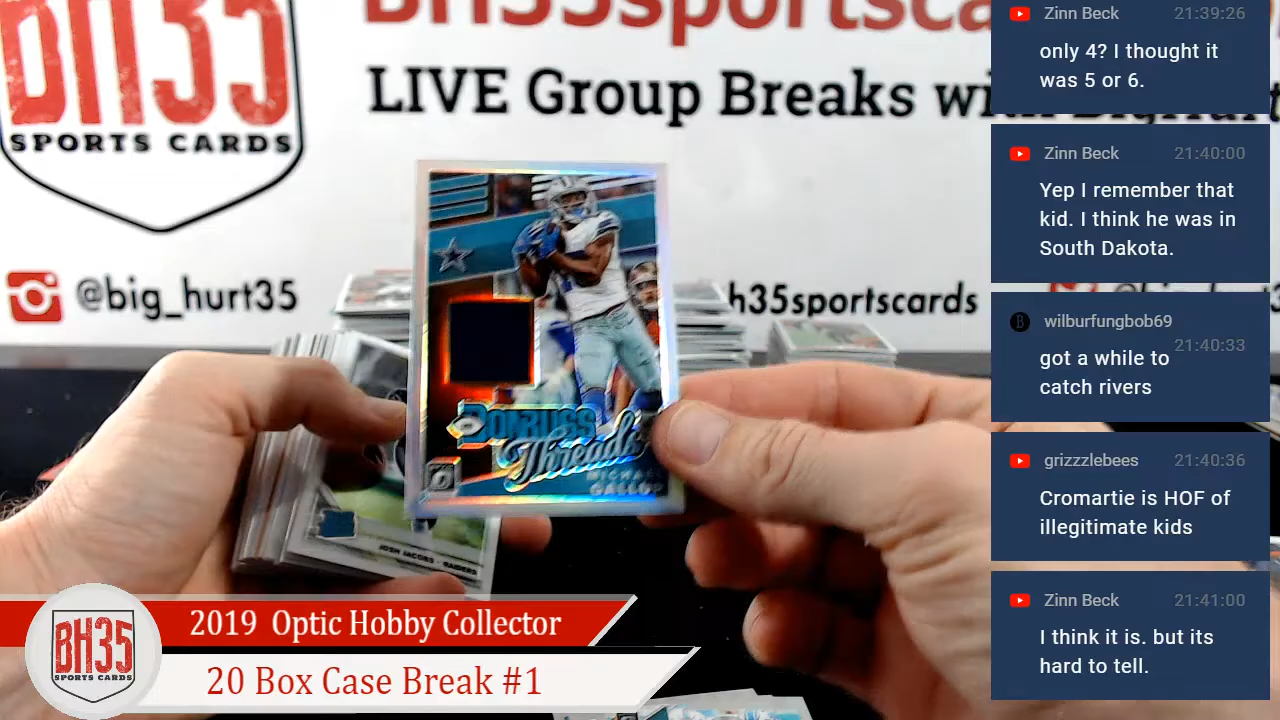 BH35
SPORTS CARDS
BH35sportsca
LIVE Group Breaks wi
@big_hurt35
h35sportscards
DONRUSS
Threads
GALLUP
JOSH JACOBS - RAIDERS
2019 Optic Hobby Collector
20 Box Case Break #1
BH35
SPORTS CARDS
Zinn Beck 21:39:26
only 4? I thought it
was 5 or 6.
Zinn Beck 21:40:00
Yep I remember that
kid. I think he was in
South Dakota.
wilburfungbob69
21:40:33
got a while to
catch rivers
grizzzlebees 21:40:36
Cromartie is HOF of
illegitimate kids
Zinn Beck 21:41:00
I think it is. but its
hard to tell.